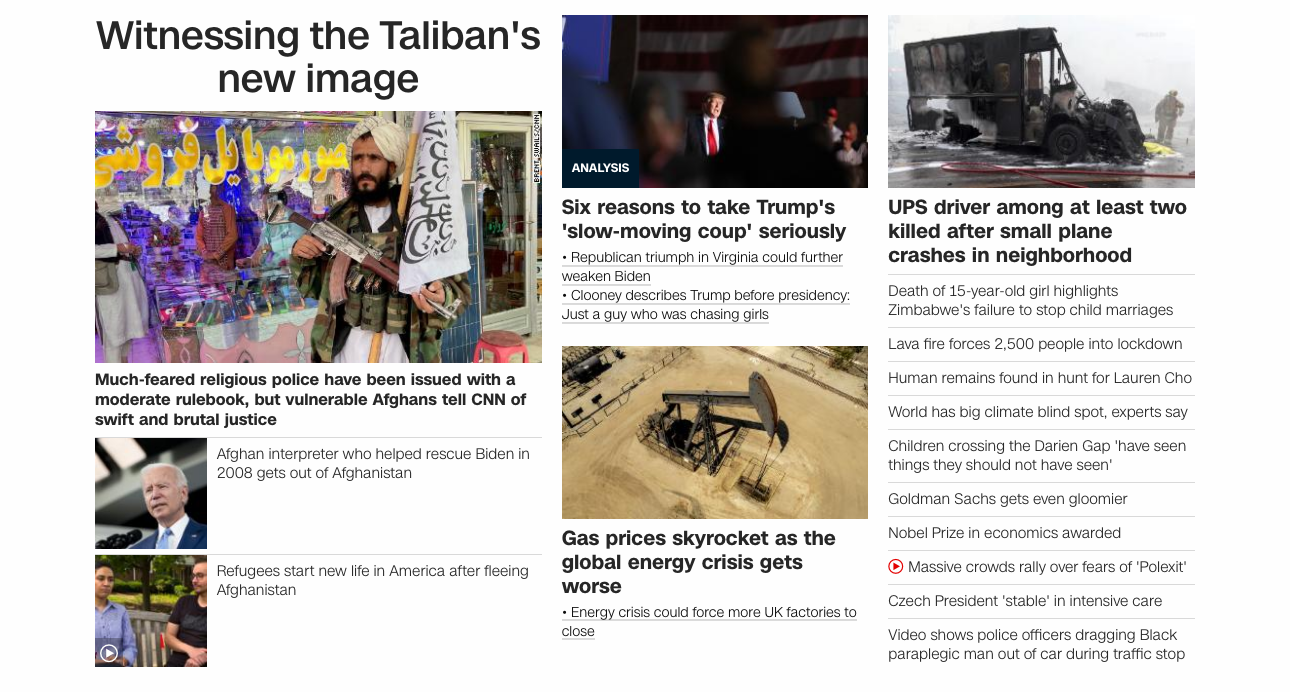 Witnessing the Taliban's
new image
صورموبایل فروشی
BRENT SWAILS/CNN
Much-feared religious police have been issued with a
moderate rulebook, but vulnerable Afghans tell CNN of
swift and brutal justice
Afghan interpreter who helped rescue Biden in
2008 gets out of Afghanistan
Refugees start new life in America after fleeing
Afghanistan
ANALYSIS
Six reasons to take Trump's
'slow-moving coup' seriously
• Republican triumph in Virginia could further
weaken Biden
• Clooney describes Trump before presidency:
Just a guy who was chasing girls
Gas prices skyrocket as the
global energy crisis gets
worse
• Energy crisis could force more UK factories to
close
UPS driver among at least two
killed after small plane
crashes in neighborhood
Death of 15-year-old girl highlights
Zimbabwe's failure to stop child marriages
Lava fire forces 2,500 people into lockdown
Human remains found in hunt for Lauren Cho
World has big climate blind spot, experts say
Children crossing the Darien Gap 'have seen
things they should not have seen'
Goldman Sachs gets even gloomier
Nobel Prize in economics awarded
Massive crowds rally over fears of 'Polexit'
Czech President 'stable' in intensive care
Video shows police officers dragging Black
paraplegic man out of car during traffic stop